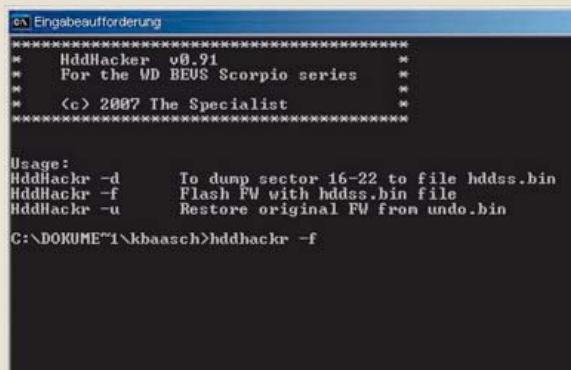 Eingabeaufforderung
****************************************
* HddHacker v0.91 *
* For the WD BEVS Scorpio series *
* *
* (c) 2007 The Specialist *
****************************************
Usage:
HddHackr -d To dump sector 16-22 to file hddss.bin
HddHackr -f Flash FW with hddss.bin file
HddHackr -u Restore original FW from undo.bin
C:\DOKUME~1\kbaasch>hddhackr -f